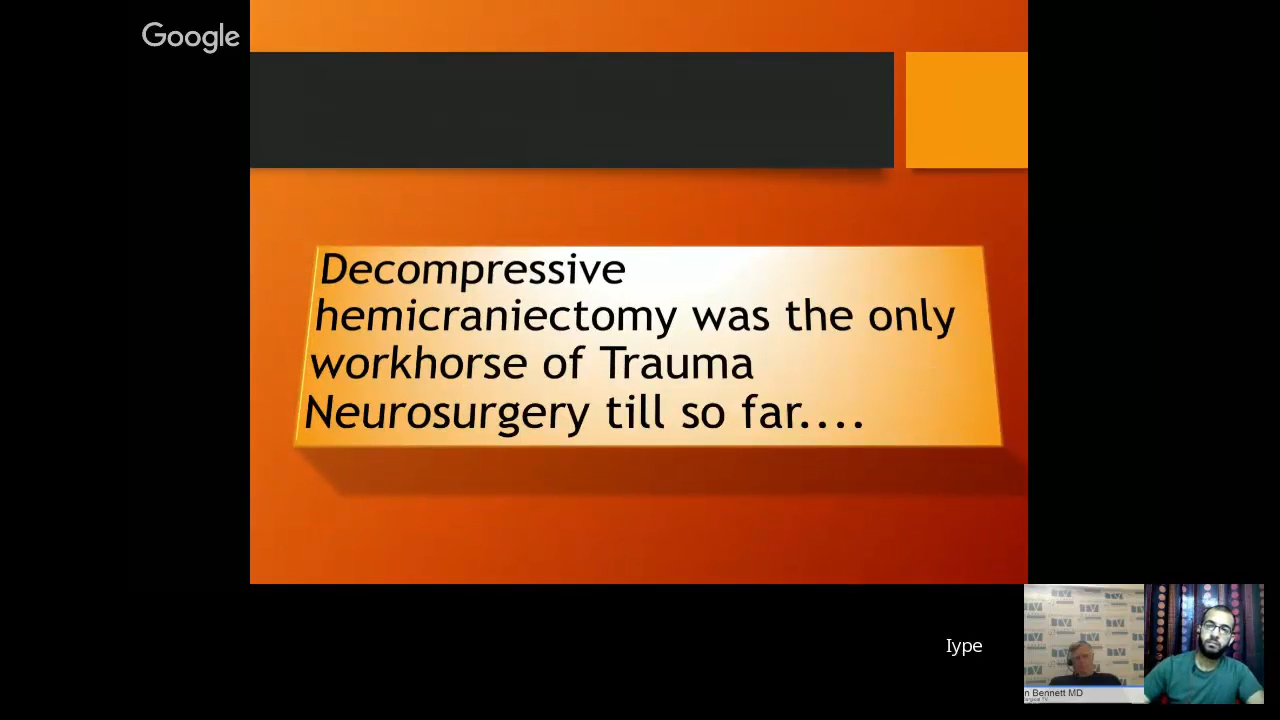 Google
Decompressive
hemicraniectomy was the only
workhorse of Trauma
Neurosurgery till so far....
Iype
n Bennett MD